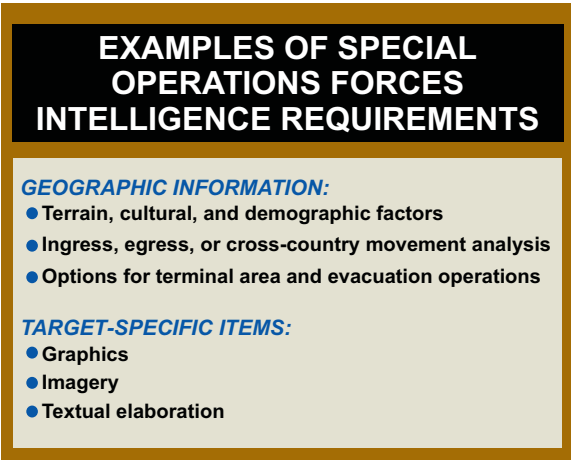 EXAMPLES OF SPECIAL
OPERATIONS FORCES
INTELLIGENCE REQUIREMENTS
GEOGRAPHIC INFORMATION:
● Terrain, cultural, and demographic factors
● Ingress, egress, or cross-country movement analysis
● Options for terminal area and evacuation operations
TARGET-SPECIFIC ITEMS:
● Graphics
● Imagery
● Textual elaboration